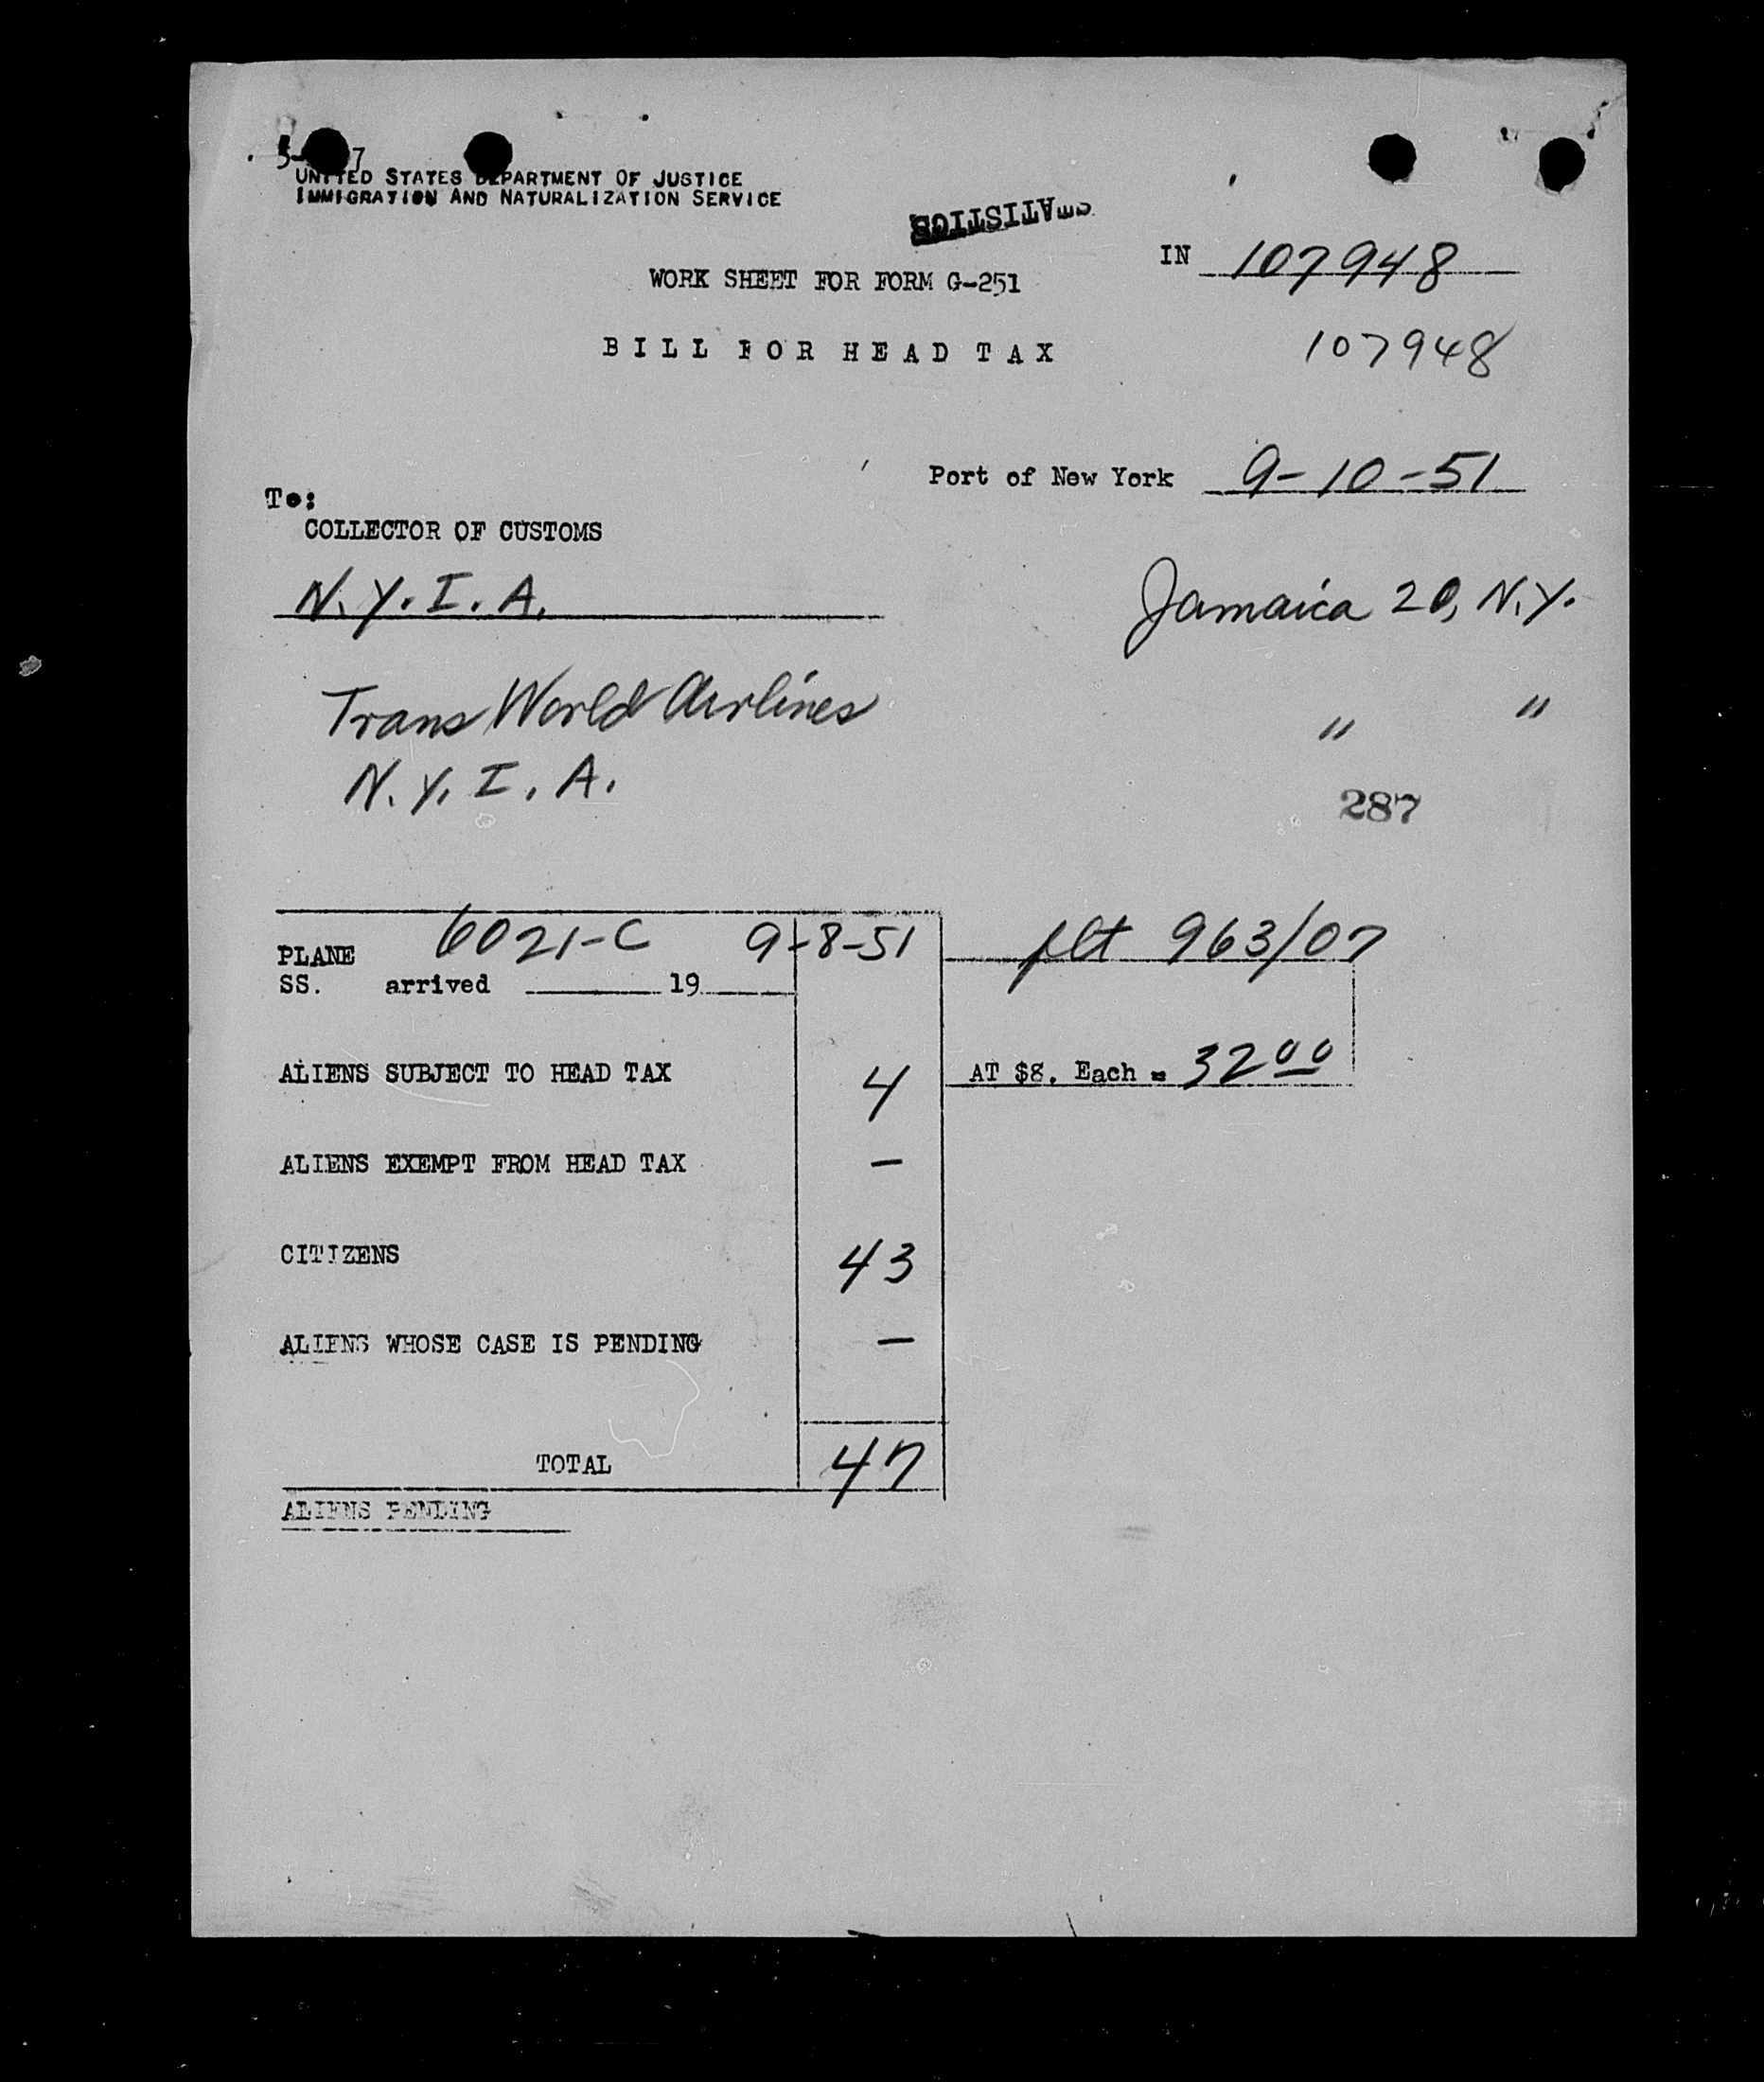 UNITED STATES DEPARTMENT OF JUSTICE
IMMIGRATION AND NATURALIZATION SERVICE
STATISTICS
IN 107948
WORK SHEET FOR FORM G-251
BILL FOR HEAD TAX
107948
Port of New York 9-10-51
To:
COLLECTOR OF CUSTOMS
N.Y.I.A. Jamaica 20, N.Y.
Trans World Airlines " "
N.Y.I.A.
287
6021-C 9-8-51 flt 963/07
PLANE
SS. arrived 19
ALIENS SUBJECT TO HEAD TAX 4 AT $8. Each = 32 00
ALIENS EXEMPT FROM HEAD TAX —
CITIZENS 43
ALIENS WHOSE CASE IS PENDING —
TOTAL 47
ALIENS PENDING